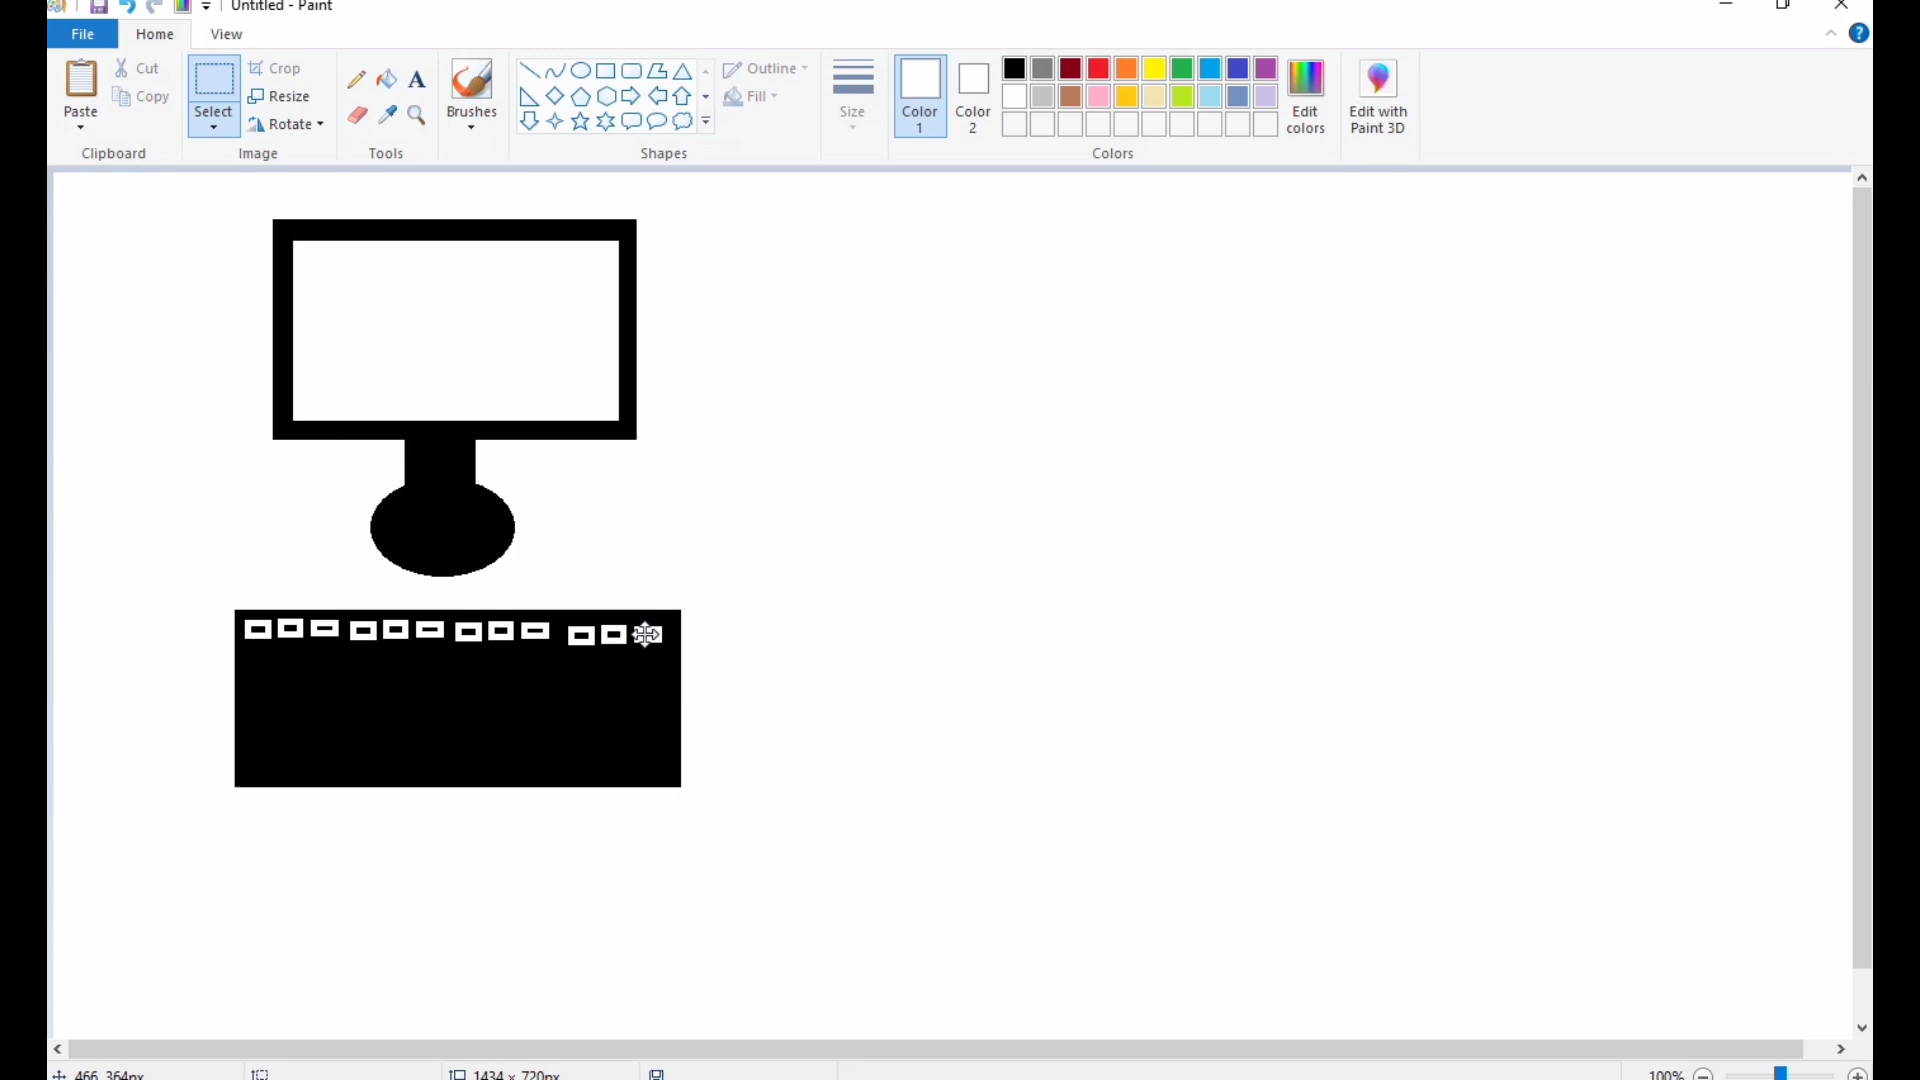 Untitled - Paint
File Home View
Paste
Cut
Copy
Clipboard
Select
Crop
Resize
Rotate
Image
Tools
Brushes
Shapes
Outline
Fill
Size
Color 1
Color 2
Edit colors
Colors
Edit with Paint 3D
466, 364px
1434 × 720px
100%